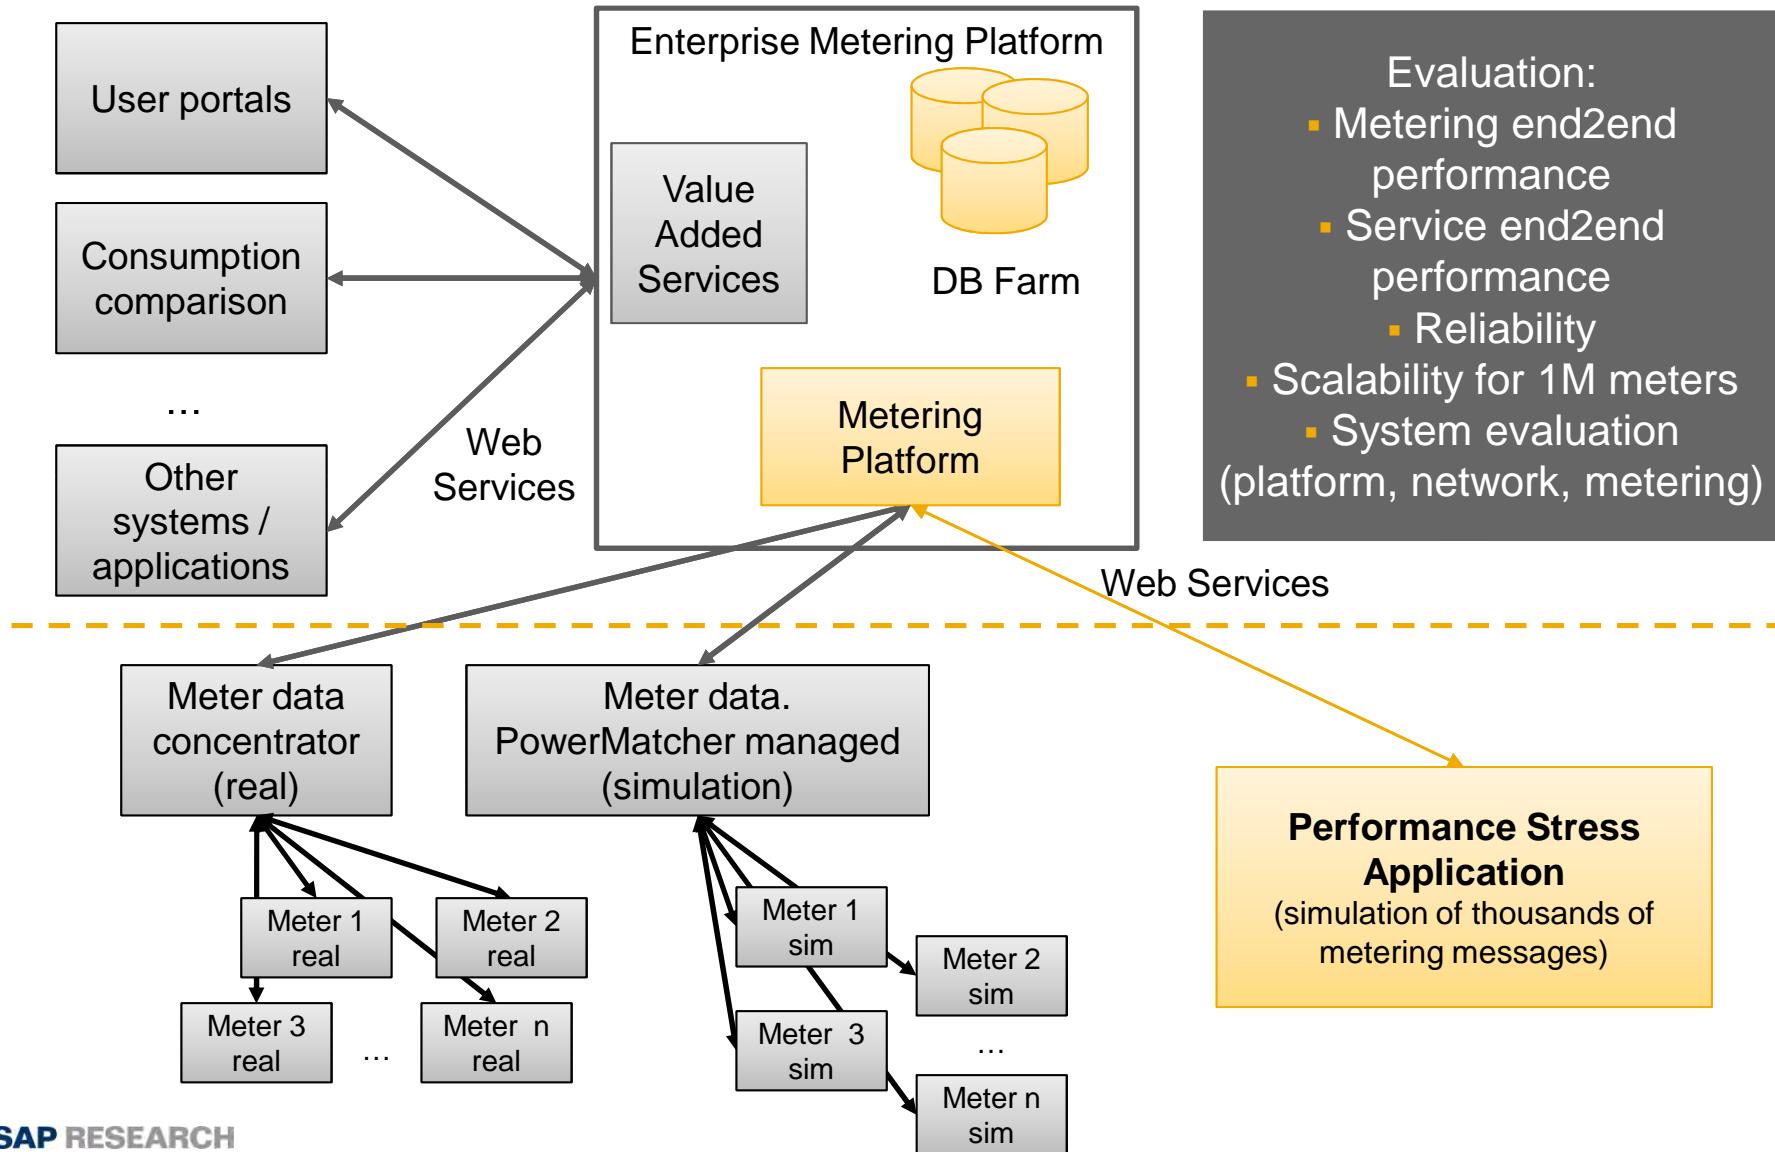 Enterprise Metering Platform
User portals
Consumption
comparison
...
Other
systems /
applications
Web
Services
Value
Added
Services
DB Farm
Metering
Platform
Evaluation:
▪ Metering end2end
performance
▪ Service end2end
performance
▪ Reliability
▪ Scalability for 1M meters
▪ System evaluation
(platform, network, metering)
Web Services
Meter data
concentrator
(real)
Meter data.
PowerMatcher managed
(simulation)
Meter 1
real
Meter 2
real
Meter 3
real
...
Meter n
real
Meter 1
sim
Meter 2
sim
Meter 3
sim
...
Meter n
sim
Performance Stress
Application
(simulation of thousands of
metering messages)
SAP RESEARCH